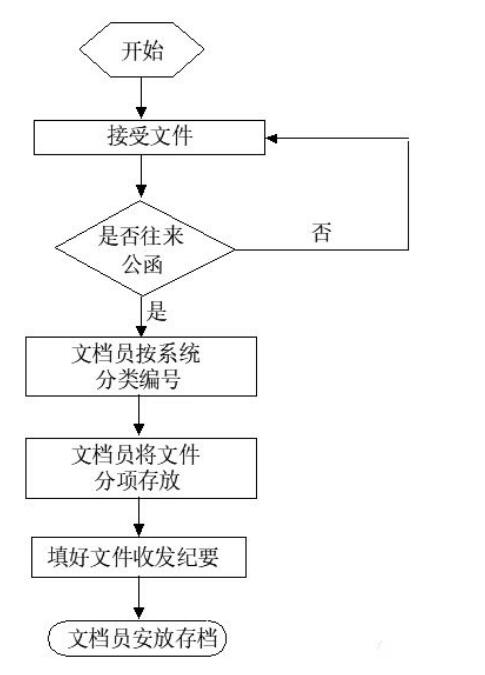 开始
接受文件
是否往来
公函
否
是
文档员按系统
分类编号
文档员将文件
分项存放
填好文件收发纪要
文档员安放存档